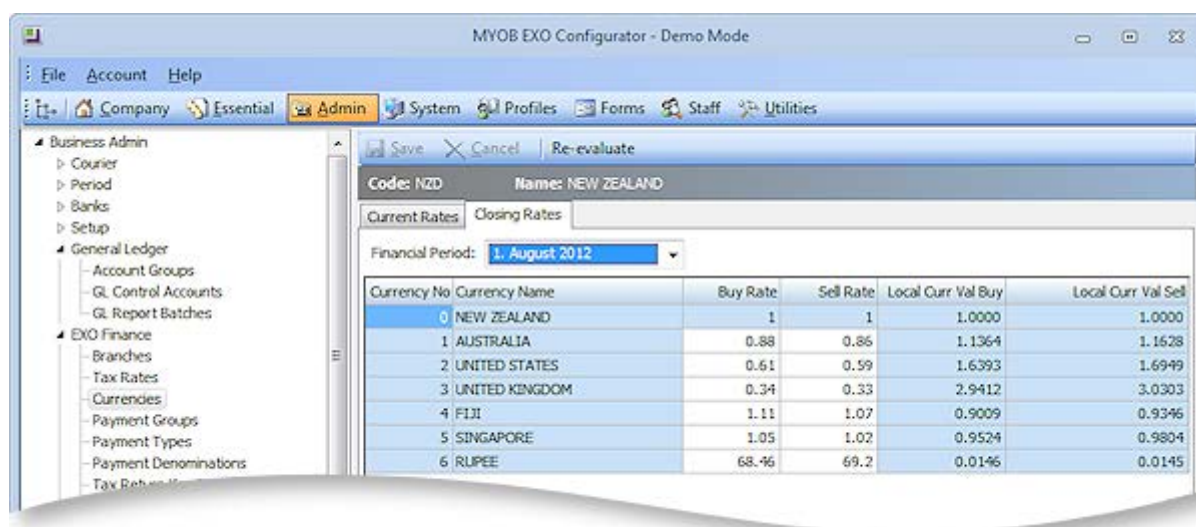 MYOB EXO Configurator - Demo Mode
File Account Help
Company Essential Admin System Profiles Forms Staff Utilities
Business Admin
Courier
Period
Banks
Setup
General Ledger
Account Groups
GL Control Accounts
GL Report Batches
EXO Finance
Branches
Tax Rates
Currencies
Payment Groups
Payment Types
Payment Denominations
Tax Return
Save Cancel Re-evaluate
Code: NZD Name: NEW ZEALAND
Current Rates Closing Rates
Financial Period: 1. August 2012
Currency No Currency Name Buy Rate Sell Rate Local Curr Val Buy Local Curr Val Sell
0 NEW ZEALAND 1 1 1.0000 1.0000
1 AUSTRALIA 0.88 0.86 1.1364 1.1628
2 UNITED STATES 0.61 0.59 1.6393 1.6949
3 UNITED KINGDOM 0.34 0.33 2.9412 3.0303
4 FIJI 1.11 1.07 0.9009 0.9346
5 SINGAPORE 1.05 1.02 0.9524 0.9804
6 RUPEE 68.46 69.2 0.0146 0.0145